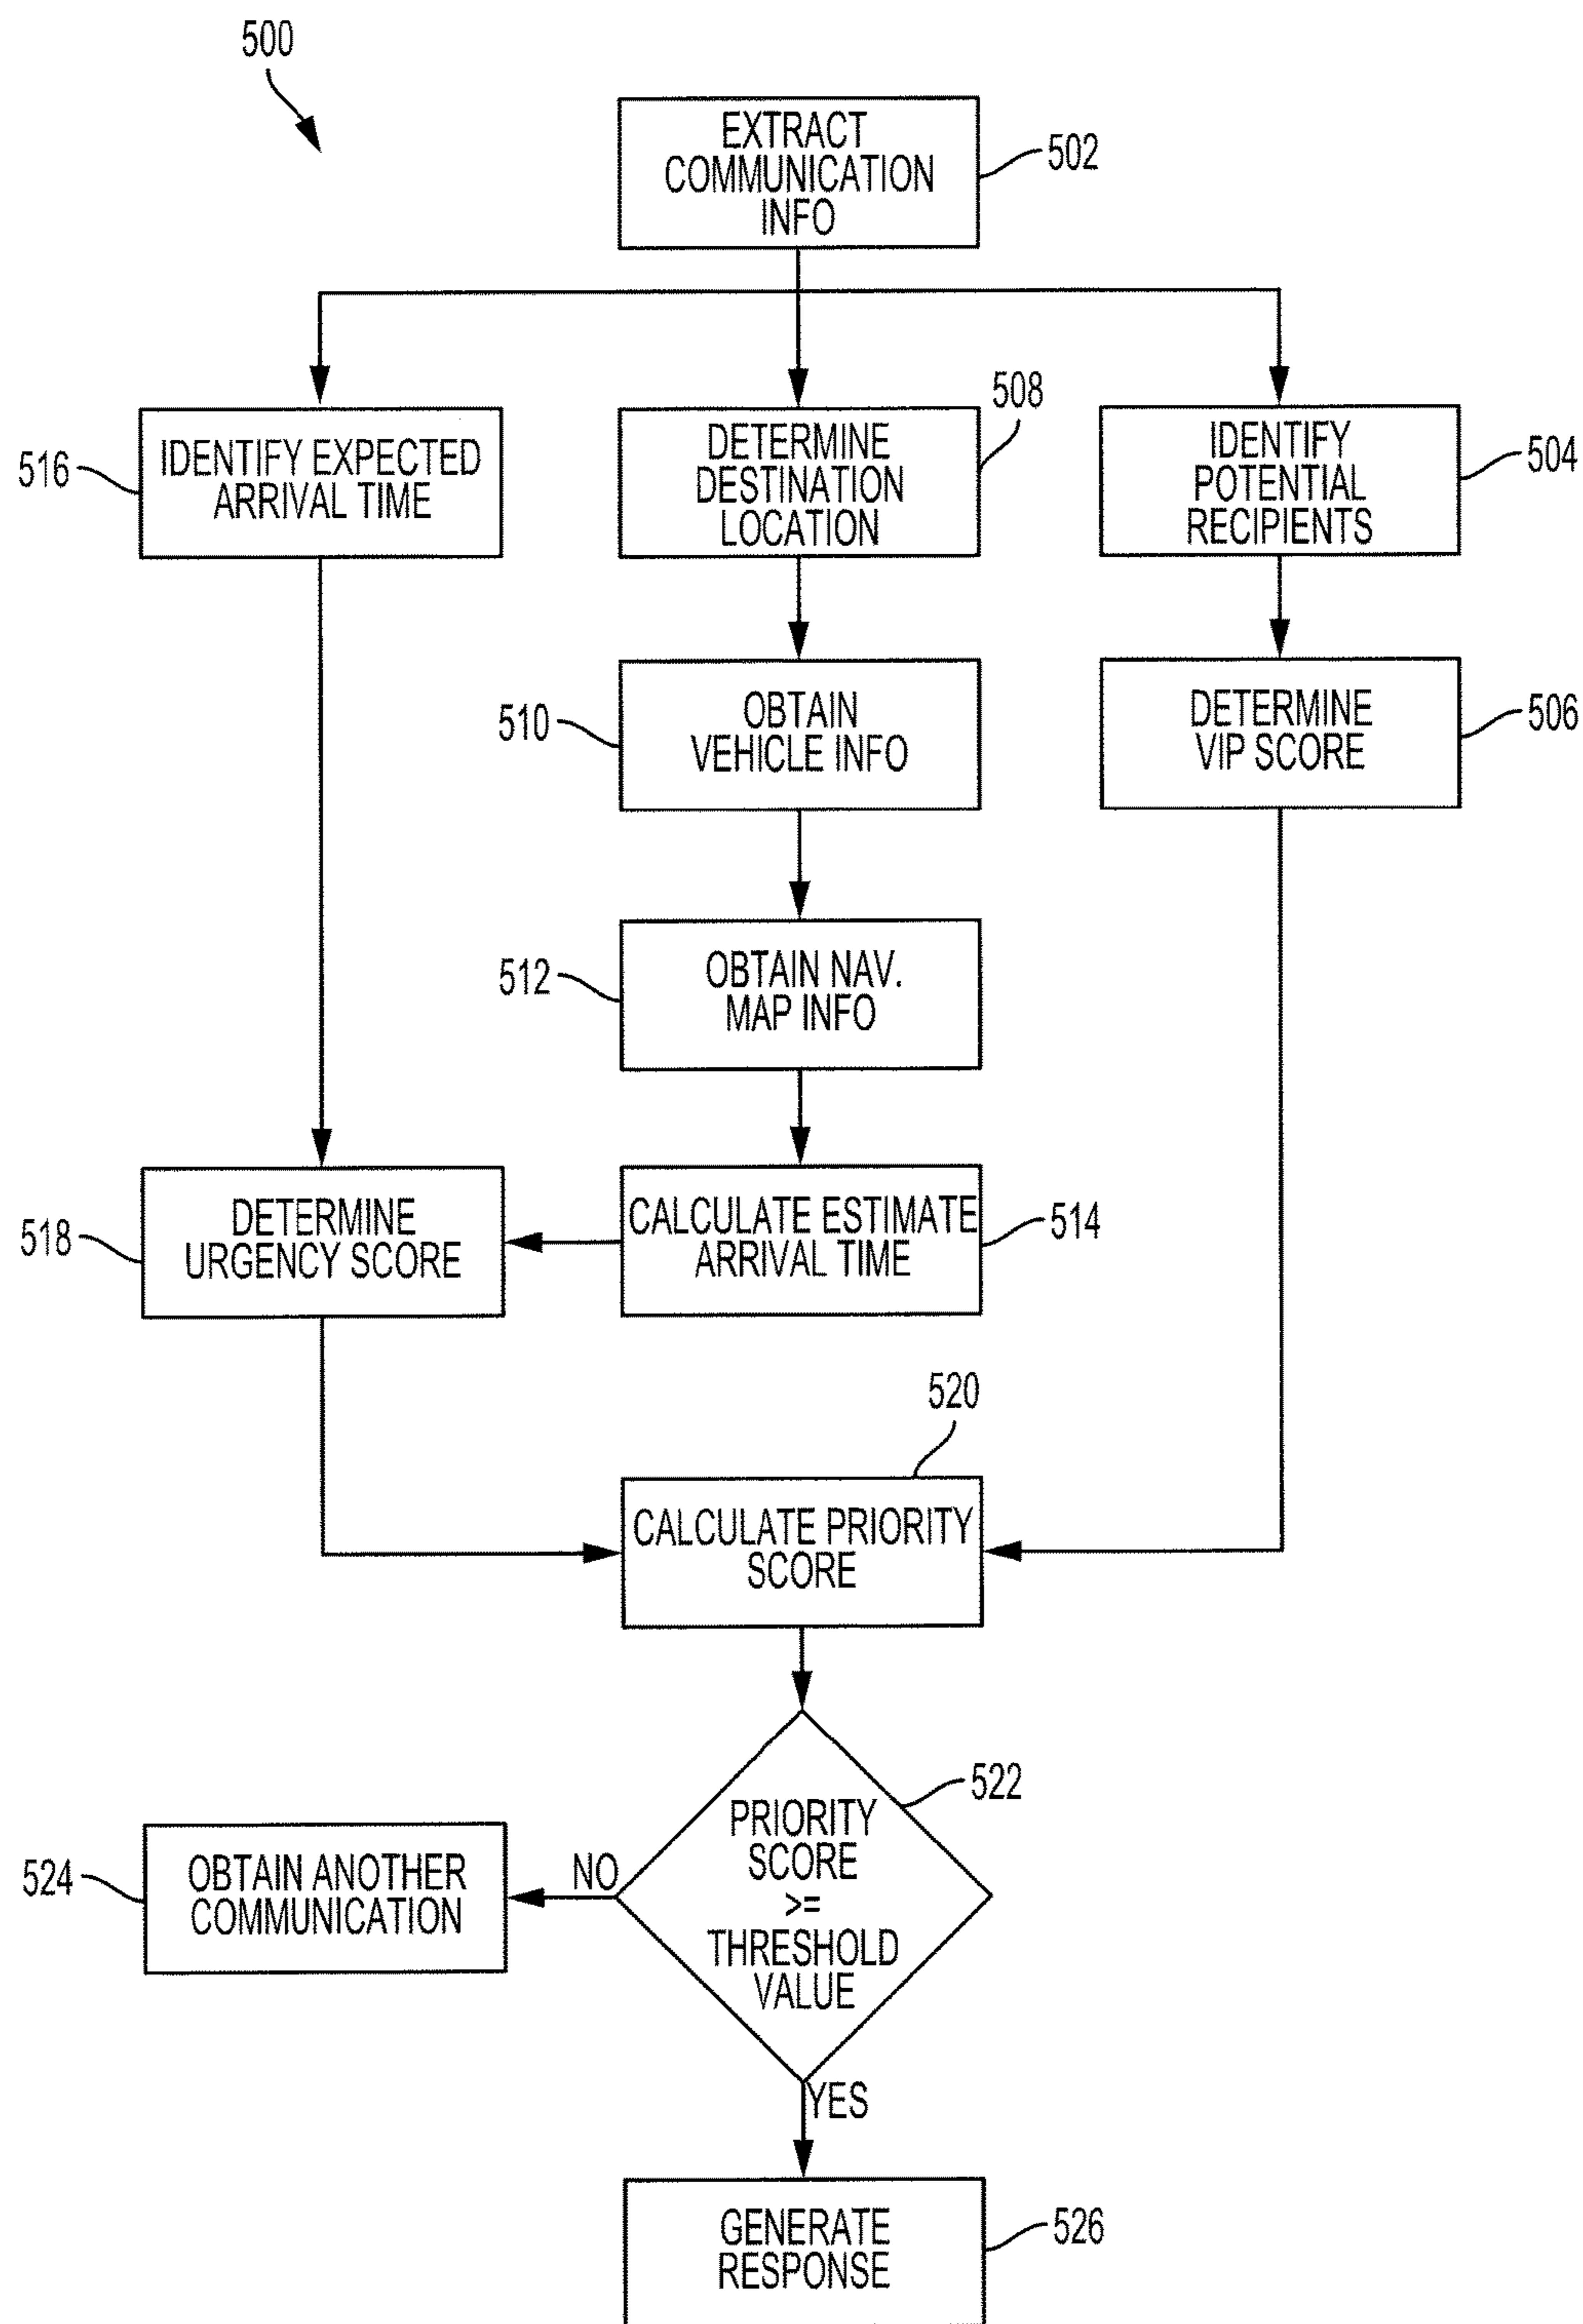 500
EXTRACT
COMMUNICATION
INFO
502
516
IDENTIFY EXPECTED
ARRIVAL TIME
508
DETERMINE
DESTINATION
LOCATION
IDENTIFY
POTENTIAL
RECIPIENTS
504
510
OBTAIN
VEHICLE INFO
DETERMINE
VIP SCORE
506
512
OBTAIN NAV.
MAP INFO
518
DETERMINE
URGENCY SCORE
CALCULATE ESTIMATE
ARRIVAL TIME
514
520
CALCULATE PRIORITY
SCORE
522
PRIORITY
SCORE
>=
THRESHOLD
VALUE
NO
524
OBTAIN ANOTHER
COMMUNICATION
YES
GENERATE
RESPONSE
526